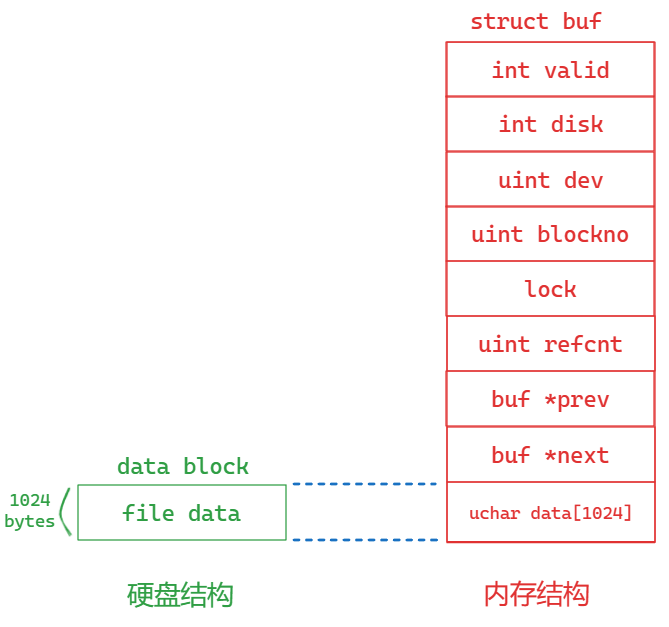 struct buf
int valid
int disk
uint dev
uint blockno
lock
uint refcnt
buf *prev
buf *next
uchar data[1024]
data block
1024
bytes
file data
硬盘结构
内存结构